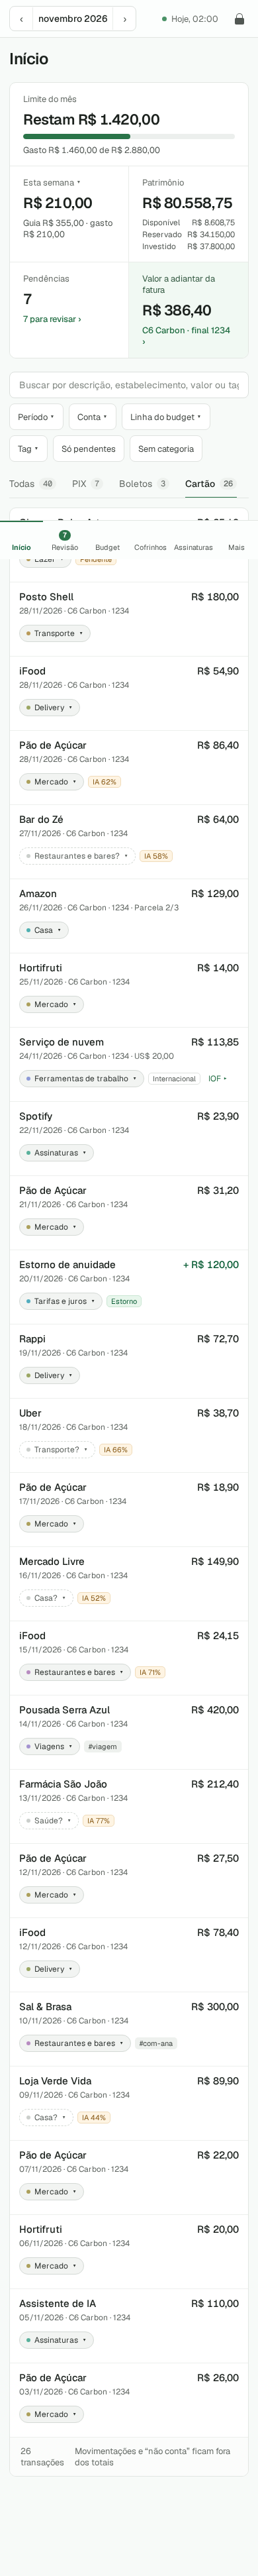 ‹ novembro 2026 ›
Hoje, 02:00
Início
Limite do mês
Restam R$ 1.420,00
Gasto R$ 1.460,00 de R$ 2.880,00
Esta semana
R$ 210,00
Guia R$ 355,00 · gasto
R$ 210,00
Patrimônio
R$ 80.558,75
Disponível R$ 8.608,75
Reservado R$ 34.150,00
Investido R$ 37.800,00
Pendências
7
7 para revisar ›
Valor a adiantar da
fatura
R$ 386,40
C6 Carbon · final 1234
›
Buscar por descrição, estabelecimento, valor ou tag
Período
Conta
Linha do budget
Tag
Só pendentes
Sem categoria
Todas 40
PIX 7
Boletos 3
Cartão 26
7
Início
Revisão
Budget
Cofrinhos
Assinaturas
Mais
Lazer
Pendente
Posto Shell R$ 180,00
28/11/2026 · C6 Carbon · 1234
Transporte
iFood R$ 54,90
28/11/2026 · C6 Carbon · 1234
Delivery
Pão de Açúcar R$ 86,40
28/11/2026 · C6 Carbon · 1234
Mercado IA 62%
Bar do Zé R$ 64,00
27/11/2026 · C6 Carbon · 1234
Restaurantes e bares? IA 58%
Amazon R$ 129,00
26/11/2026 · C6 Carbon · 1234 · Parcela 2/3
Casa
Hortifruti R$ 14,00
25/11/2026 · C6 Carbon · 1234
Mercado
Serviço de nuvem R$ 113,85
24/11/2026 · C6 Carbon · 1234 · US$ 20,00
Ferramentas de trabalho Internacional IOF +
Spotify R$ 23,90
22/11/2026 · C6 Carbon · 1234
Assinaturas
Pão de Açúcar R$ 31,20
21/11/2026 · C6 Carbon · 1234
Mercado
Estorno de anuidade + R$ 120,00
20/11/2026 · C6 Carbon · 1234
Tarifas e juros Estorno
Rappi R$ 72,70
19/11/2026 · C6 Carbon · 1234
Delivery
Uber R$ 38,70
18/11/2026 · C6 Carbon · 1234
Transporte? IA 66%
Pão de Açúcar R$ 18,90
17/11/2026 · C6 Carbon · 1234
Mercado
Mercado Livre R$ 149,90
16/11/2026 · C6 Carbon · 1234
Casa? IA 52%
iFood R$ 24,15
15/11/2026 · C6 Carbon · 1234
Restaurantes e bares IA 71%
Pousada Serra Azul R$ 420,00
14/11/2026 · C6 Carbon · 1234
Viagens #viagem
Farmácia São João R$ 212,40
13/11/2026 · C6 Carbon · 1234
Saúde? IA 77%
Pão de Açúcar R$ 27,50
12/11/2026 · C6 Carbon · 1234
Mercado
iFood R$ 78,40
12/11/2026 · C6 Carbon · 1234
Delivery
Sal & Brasa R$ 300,00
10/11/2026 · C6 Carbon · 1234
Restaurantes e bares #com-ana
Loja Verde Vida R$ 89,90
09/11/2026 · C6 Carbon · 1234
Casa? IA 44%
Pão de Açúcar R$ 22,00
07/11/2026 · C6 Carbon · 1234
Mercado
Hortifruti R$ 20,00
06/11/2026 · C6 Carbon · 1234
Mercado
Assistente de IA R$ 110,00
05/11/2026 · C6 Carbon · 1234
Assinaturas
Pão de Açúcar R$ 26,00
03/11/2026 · C6 Carbon · 1234
Mercado
26
transações
Movimentações e “não conta” ficam fora
dos totais